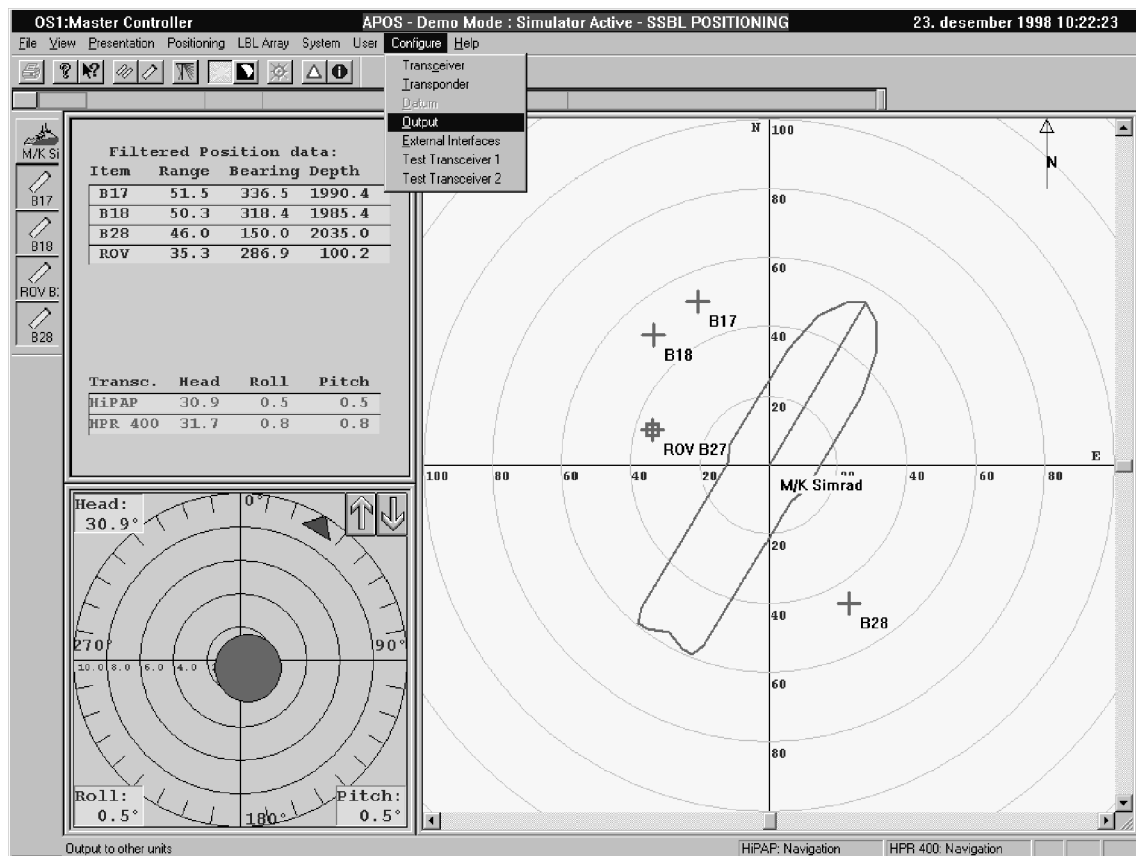 OS1:Master Controller APOS - Demo Mode : Simulator Active - SSBL POSITIONING 23. desember 1998 10:22:23
File View Presentation Positioning LBL Array System User Configure Help
Transceiver
Transponder
Datum
Output
External Interfaces
Test Transceiver 1
Test Transceiver 2
M/K Si
B17
B18
ROV B:
B28
Filtered Position data:
Item Range Bearing Depth
B17 51.5 336.5 1990.4
B18 50.3 318.4 1985.4
B28 46.0 150.0 2035.0
ROV 35.3 286.9 100.2
Transc. Head Roll Pitch
HiPAP 30.9 0.5 0.5
HPR 400 31.7 0.8 0.8
Head:
30.9°
0°
270°
90°
10.0 8.0 6.0 4.0
Roll:
0.5°
180°
Pitch:
0.5°
N 100
N
80
60
B17
40
B18
20
ROV B27
E
100 80 60 40 20 40 60 80
M/K Simrad
20
40
B28
60
80
Output to other units HiPAP: Navigation HPR 400: Navigation